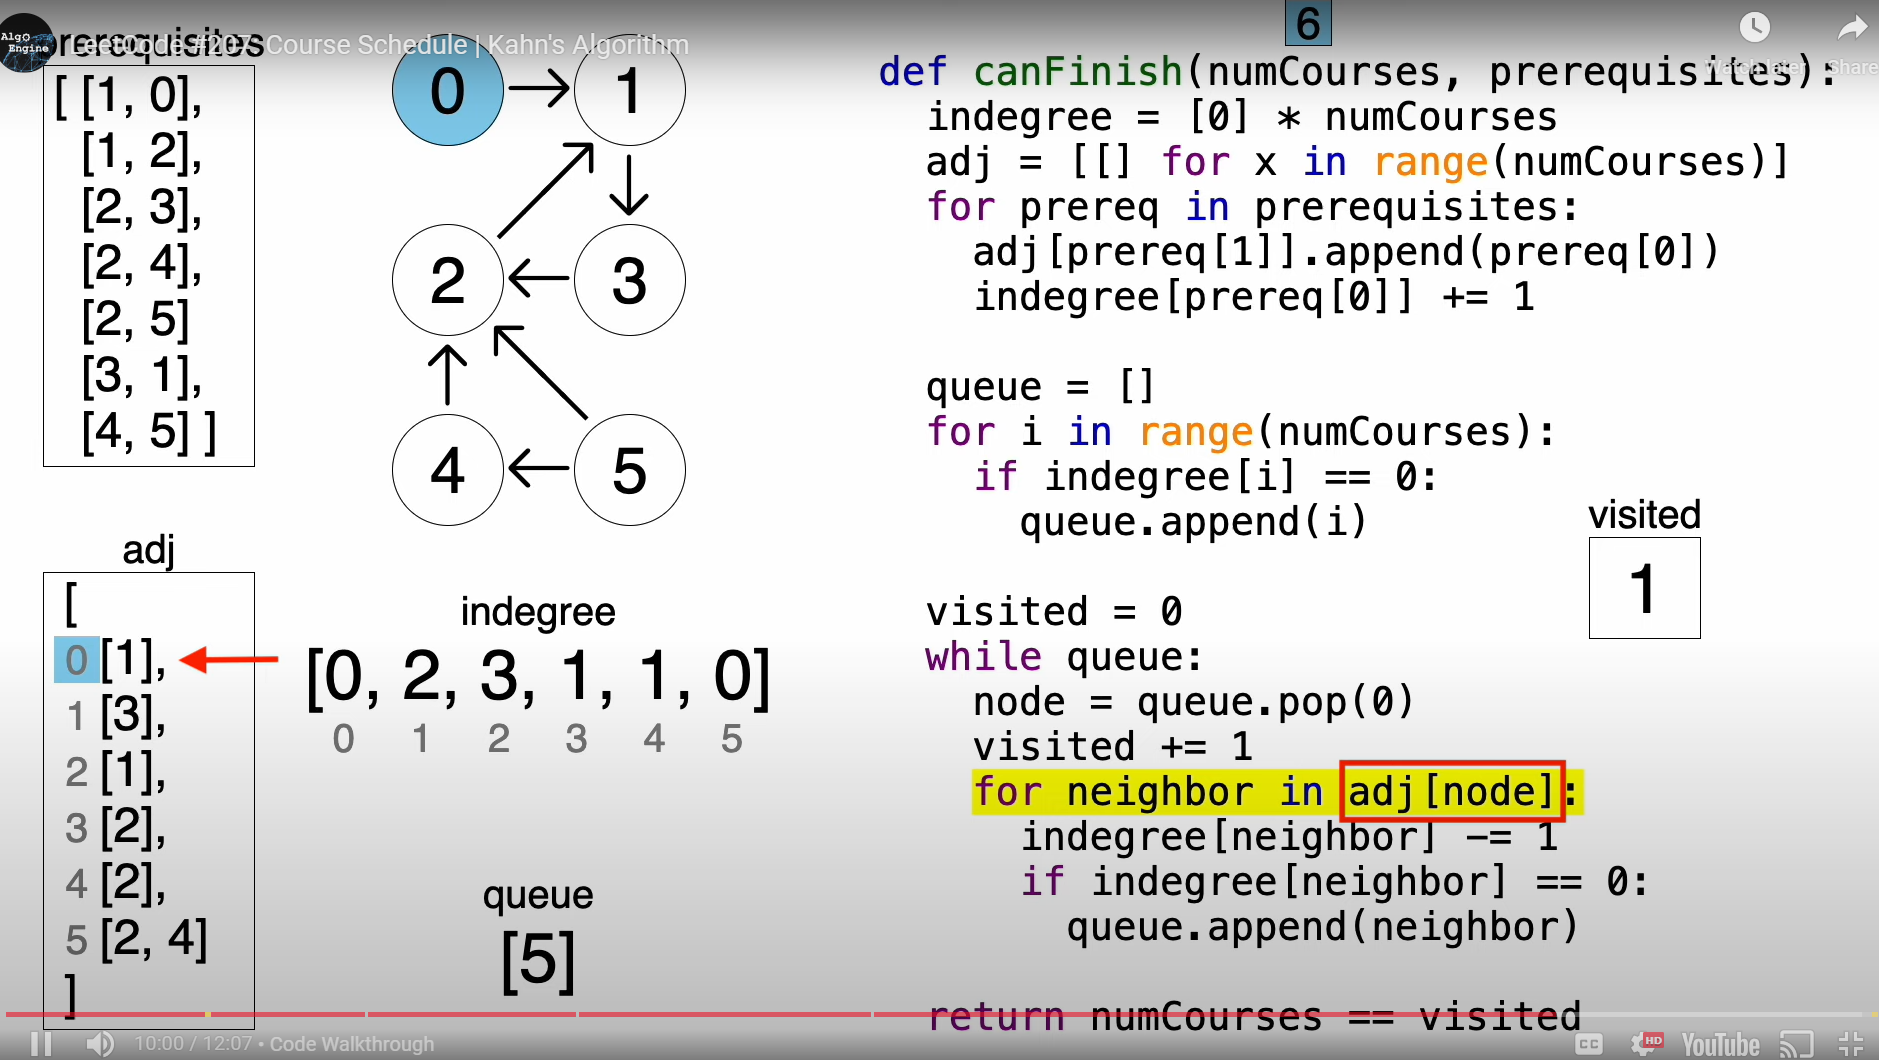 6
LeetCode #207: Course Schedule | Kahn's Algorithm
Algo
Engine
Watch later
Share
prerequisites
[ [1, 0],
[1, 2],
[2, 3],
[2, 4],
[2, 5]
[3, 1],
[4, 5] ]
0
1
2
3
4
5
adj
[
0 [1],
1 [3],
2 [1],
3 [2],
4 [2],
5 [2, 4]
]
indegree
[0, 2, 3, 1, 1, 0]
0 1 2 3 4 5
queue
[5]
def canFinish(numCourses, prerequisites):
indegree = [0] * numCourses
adj = [[] for x in range(numCourses)]
for prereq in prerequisites:
adj[prereq[1]].append(prereq[0])
indegree[prereq[0]] += 1
queue = []
for i in range(numCourses):
if indegree[i] == 0:
queue.append(i)
visited = 0
while queue:
node = queue.pop(0)
visited += 1
for neighbor in adj[node]:
indegree[neighbor] -= 1
if indegree[neighbor] == 0:
queue.append(neighbor)
return numCourses == visited
visited
1
10:00 / 12:07 • Code Walkthrough
CC
HD
YouTube